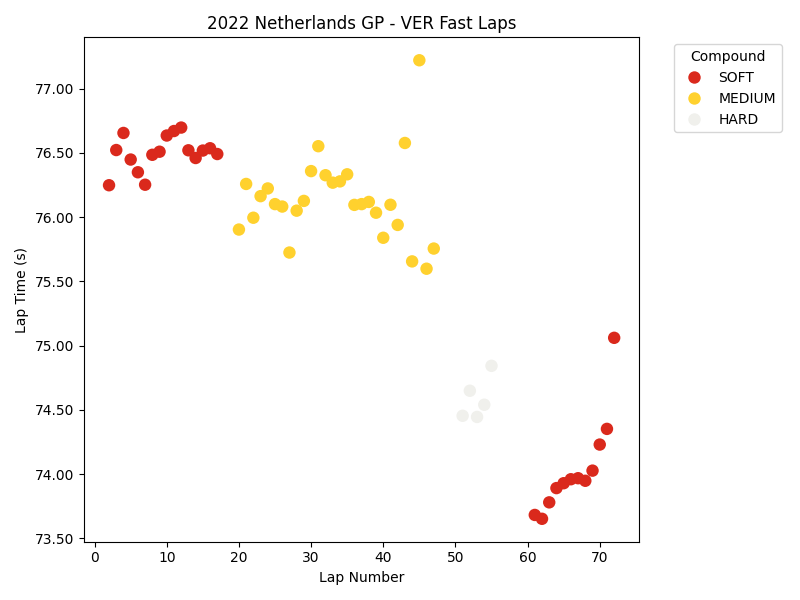 2022 Netherlands GP - VER Fast Laps
Compound
SOFT
MEDIUM
HARD
Lap Time (s)
77.00
76.50
76.00
75.50
75.00
74.50
74.00
73.50
0 10 20 30 40 50 60 70
Lap Number